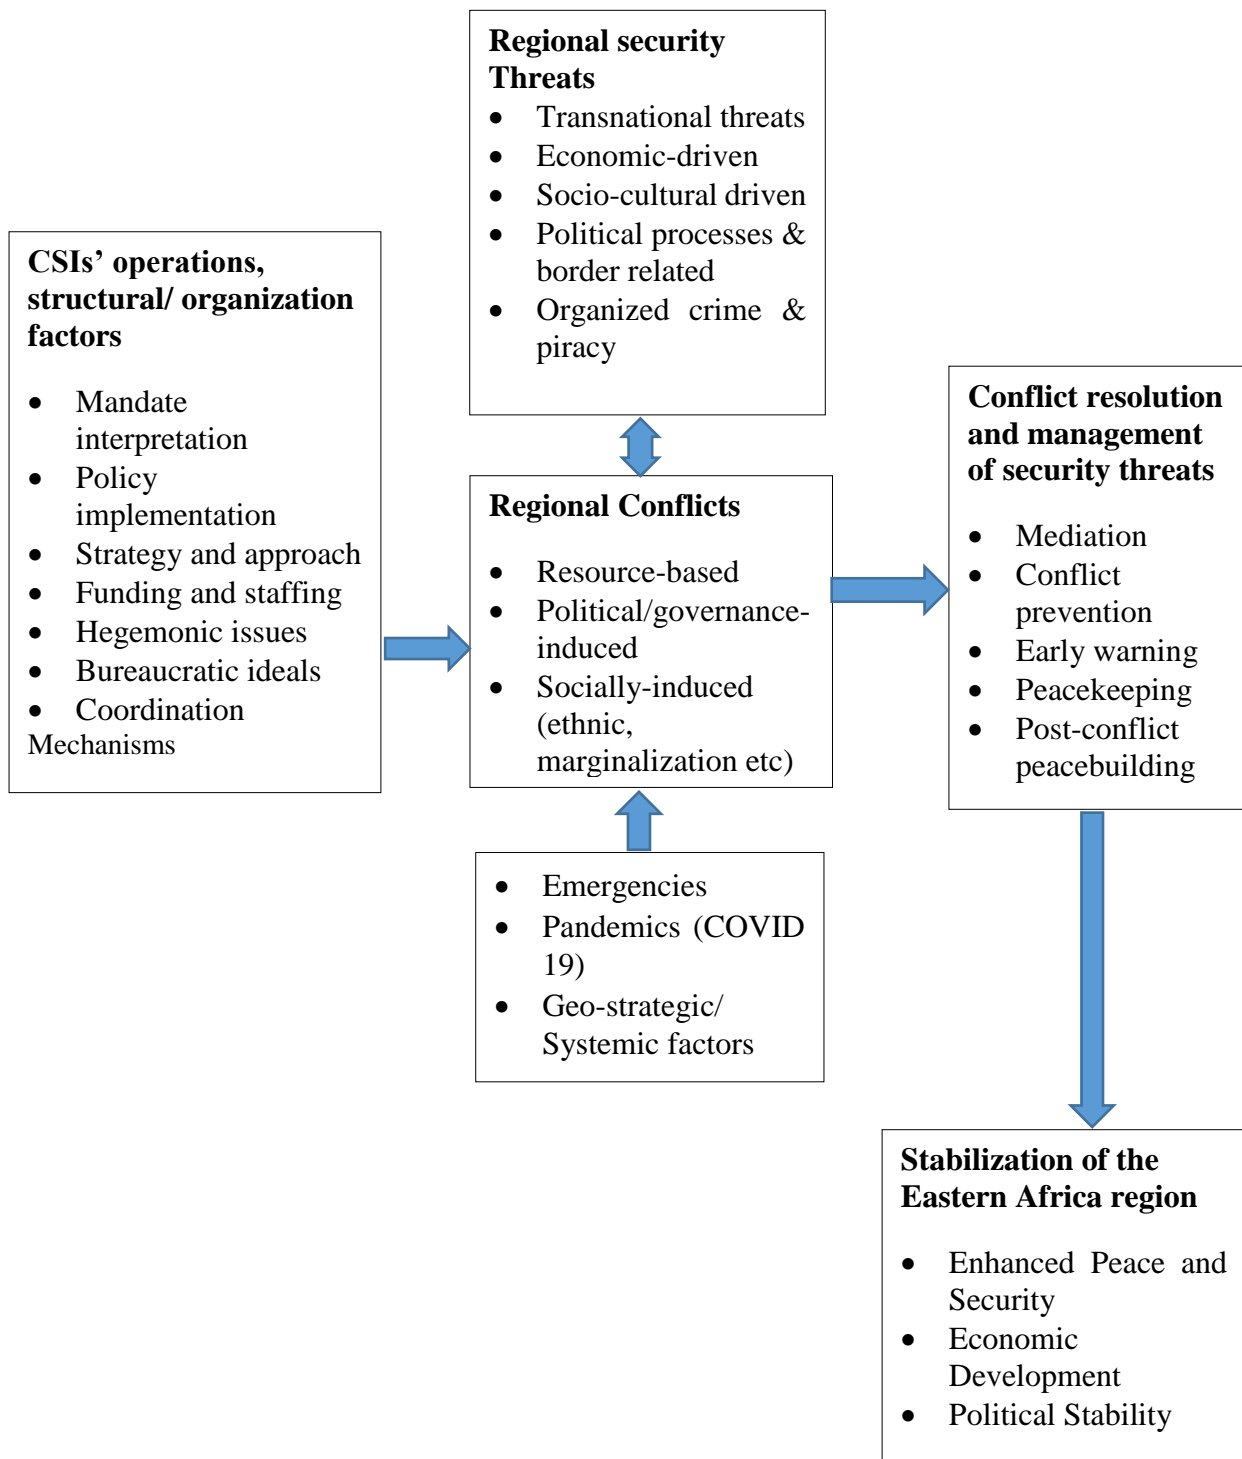 Regional security
Threats
• Transnational threats
• Economic-driven
• Socio-cultural driven
• Political processes &
border related
• Organized crime &
piracy
CSIs’ operations,
structural/ organization
factors
• Mandate
interpretation
• Policy
implementation
• Strategy and approach
• Funding and staffing
• Hegemonic issues
• Bureaucratic ideals
• Coordination
Mechanisms
Regional Conflicts
• Resource-based
• Political/governance-
induced
• Socially-induced
(ethnic,
marginalization etc)
Conflict resolution
and management
of security threats
• Mediation
• Conflict
prevention
• Early warning
• Peacekeeping
• Post-conflict
peacebuilding
• Emergencies
• Pandemics (COVID
19)
• Geo-strategic/
Systemic factors
Stabilization of the
Eastern Africa region
• Enhanced Peace and
Security
• Economic
Development
• Political Stability